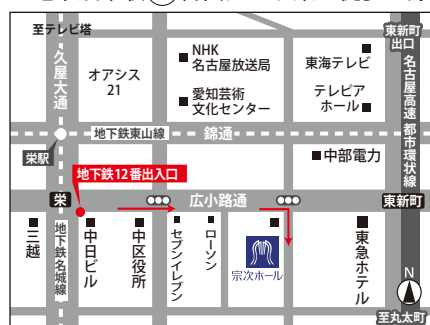 至テレビ塔
久屋大通
オアシス
21
NHK
名古屋放送局
愛知芸術
文化センター
東海テレビ
テレピア
ホール
東新町
出口
名古屋高速 都市環状線
地下鉄東山線
錦通
栄駅
地下鉄12番出入口
中部電力
栄
広小路通
東新町
三越
地下鉄名城線
中日ビル
中区役所
セブンイレブン
ローソン
宗次ホール
東急ホテル
N
至丸太町